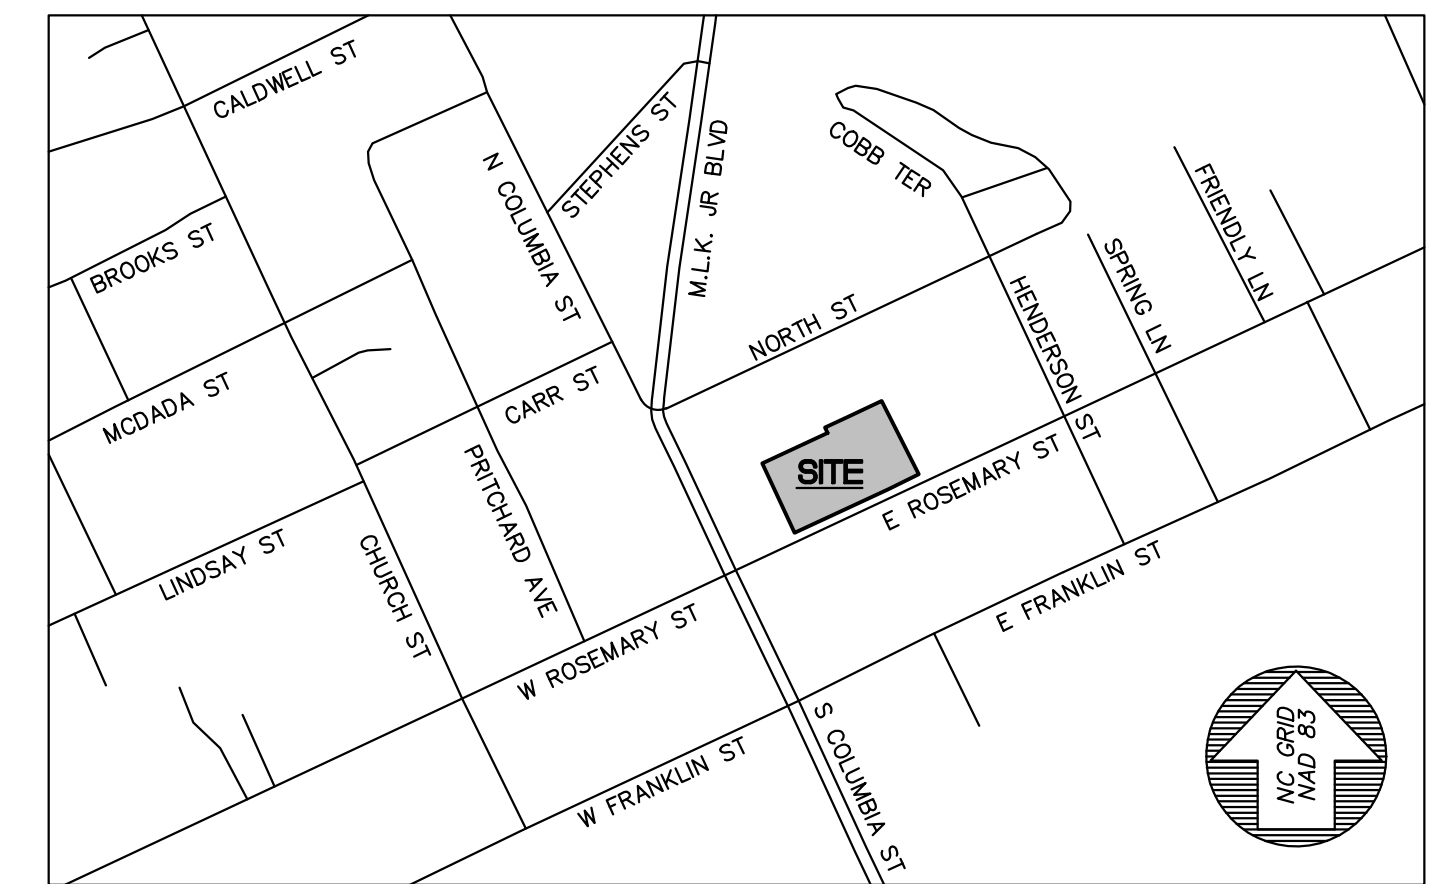 CALDWELL ST
STEPHENS ST
M.L.K. JR BLVD
COBB TER
N COLUMBIA ST
FRIENDLY LN
BROOKS ST
SPRING LN
HENDERSON ST
NORTH ST
MCDADA ST
CARR ST
SITE
PRITCHARD AVE
E ROSEMARY ST
LINDSAY ST
CHURCH ST
E FRANKLIN ST
W ROSEMARY ST
S COLUMBIA ST
W FRANKLIN ST
NC GRID
NAD 83